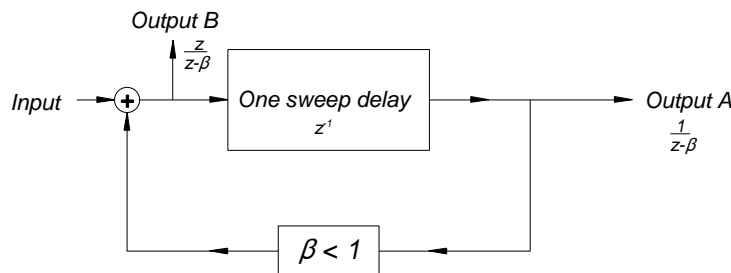 Output B
z
z-β
Input
+
One sweep delay
z⁻¹
Output A
1
z-β
β < 1